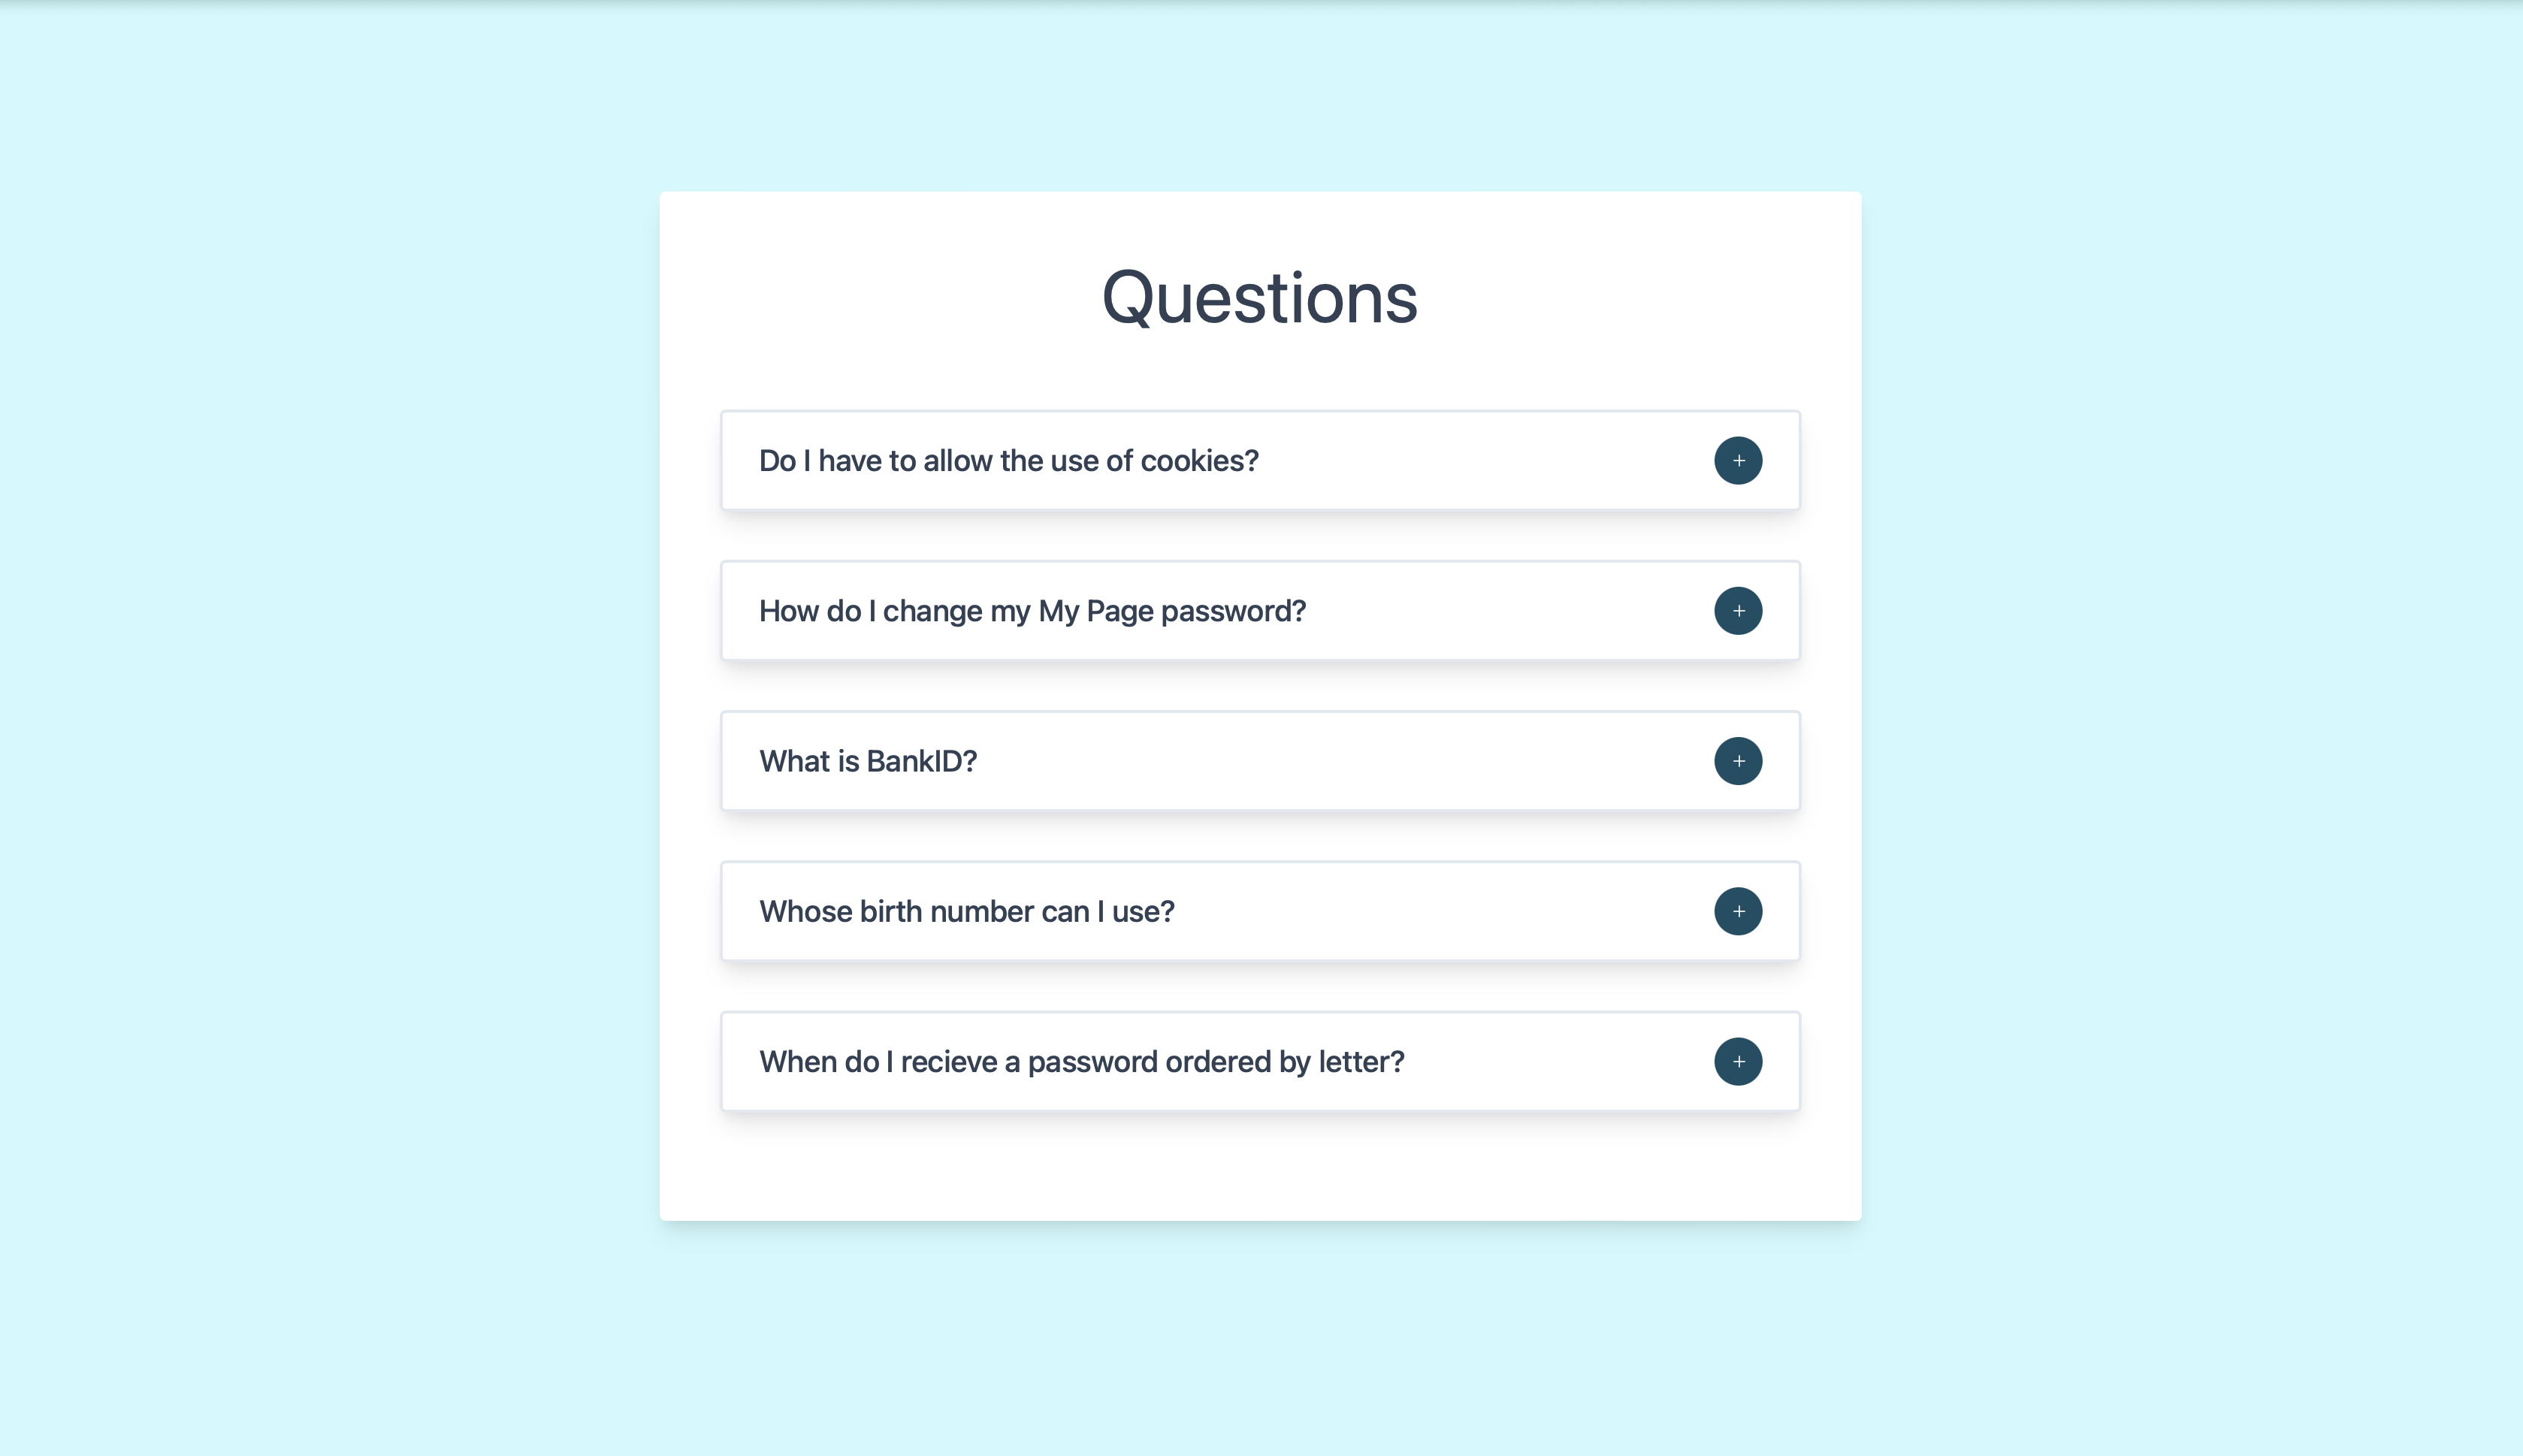 Questions
Do I have to allow the use of cookies?
+
How do I change my My Page password?
+
What is BankID?
+
Whose birth number can I use?
+
When do I recieve a password ordered by letter?
+